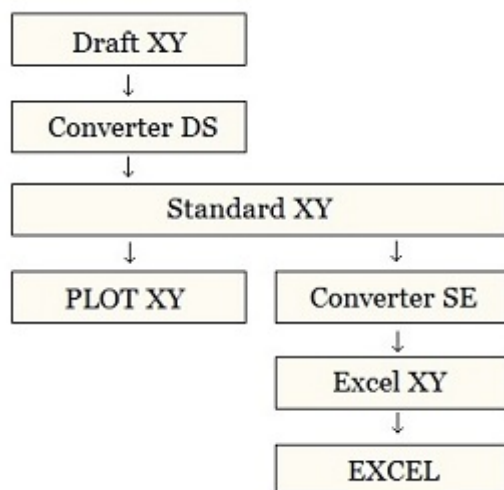 Draft XY
Converter DS
Standard XY
PLOT XY
Converter SE
Excel XY
EXCEL